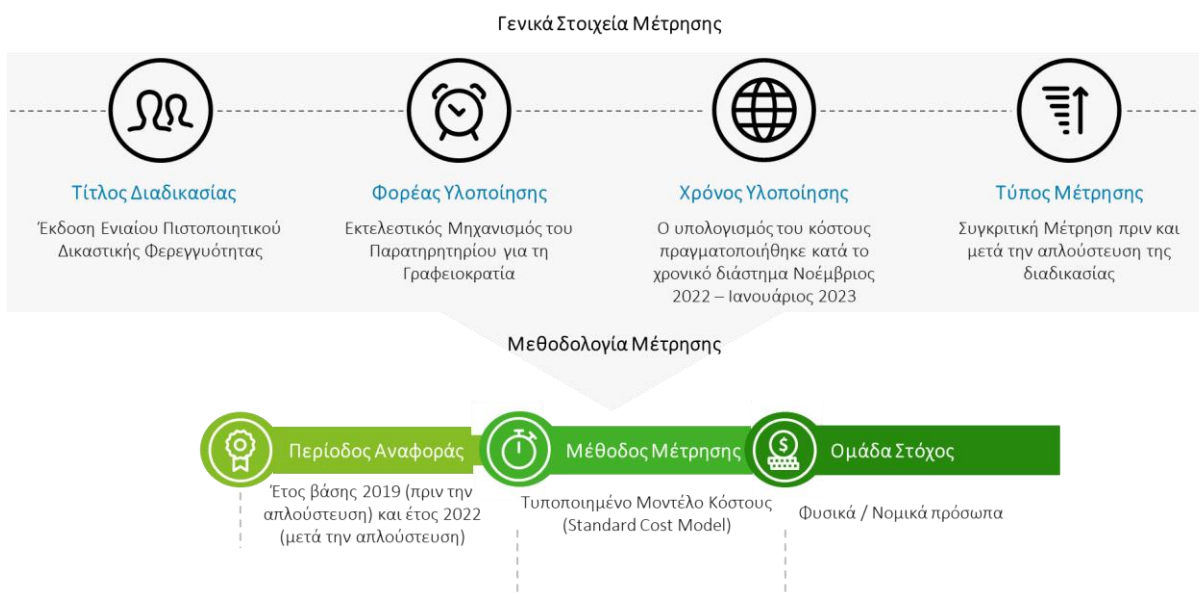 Γενικά Στοιχεία Μέτρησης
Τίτλος Διαδικασίας
Έκδοση Ενιαίου Πιστοποιητικού
Δικαστικής Φερεγγυότητας
Φορέας Υλοποίησης
Εκτελεστικός Μηχανισμός του
Παρατηρητηρίου για τη
Γραφειοκρατία
Χρόνος Υλοποίησης
Ο υπολογισμός του κόστους
πραγματοποιήθηκε κατά το
χρονικό διάστημα Νοέμβριος
2022 – Ιανουάριος 2023
Τύπος Μέτρησης
Συγκριτική Μέτρηση πριν και
μετά την απλούστευση της
διαδικασίας
Μεθοδολογία Μέτρησης
Περίοδος Αναφοράς
Έτος βάσης 2019 (πριν την
απλούστευση) και έτος 2022
(μετά την απλούστευση)
Μέθοδος Μέτρησης
Τυποποιημένο Μοντέλο Κόστους
(Standard Cost Model)
$
Ομάδα Στόχος
Φυσικά / Νομικά πρόσωπα